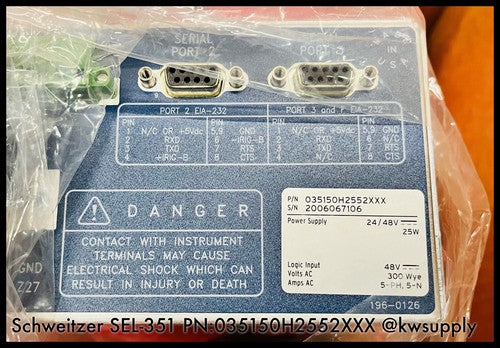 SERIAL
PORT 2
PORT 3
MADE
IN
USA
PORT 2 EIA-232
PORT 3 and F EIA-232
PIN PIN PIN PIN
1 N/C OR +5Vdc 5,9 GND 1 N/C OR +5Vdc 5,9 GND
2 RXD 6 -IRIG-B 2 RXD 6 N/C
3 TXD 7 RTS 3 TXD 7 RTS
4 +IRIG-B 8 CTS 4 N/C 8 CTS
DANGER
CONTACT WITH INSTRUMENT
TERMINALS MAY CAUSE
ELECTRICAL SHOCK WHICH CAN
RESULT IN INJURY OR DEATH
P/N 035150H2552XXX
S/N 2006067106
Power Supply 24/48V
25W
Logic Input 48V
Volts AC 300 Wye
Amps AC 5-PH, 5-N
196-0126
GND
Z27
Schweitzer SEL-351 PN:035150H2552XXX @kwsupply